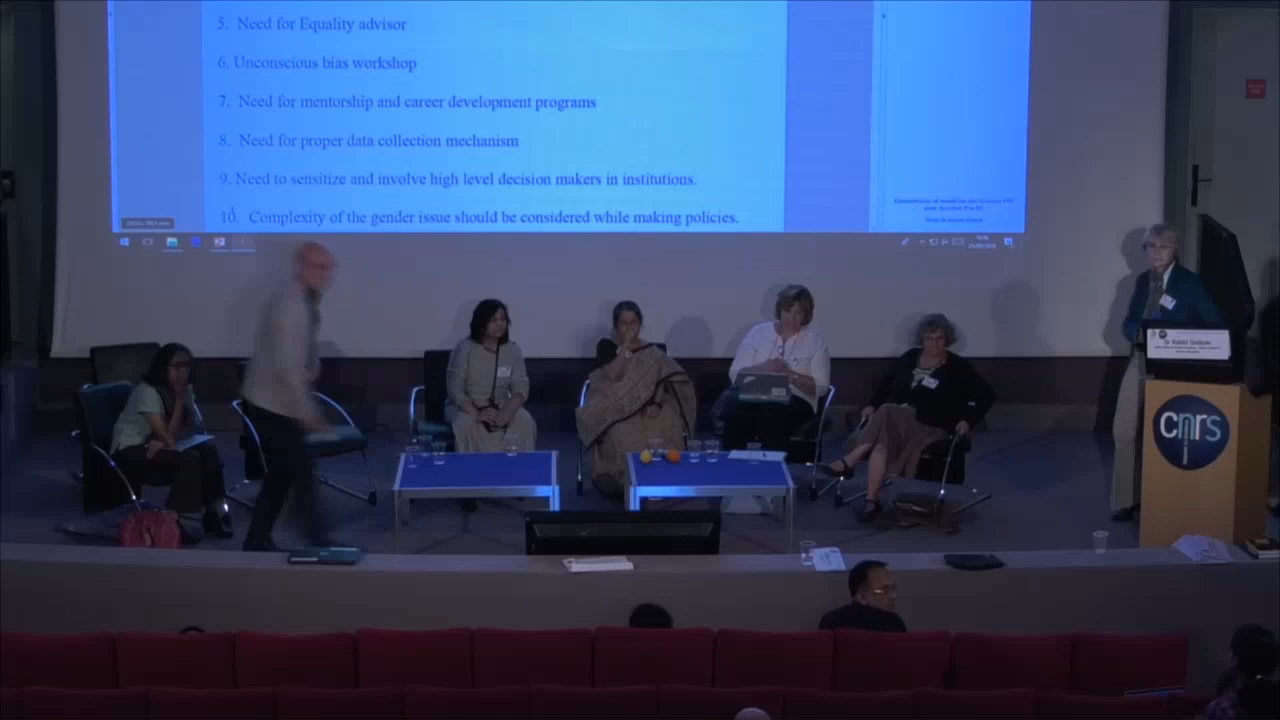 5. Need for Equality advisor
6. Unconscious bias workshop
7. Need for mentorship and career development programs
8. Need for proper data collection mechanism
9. Need to sensitize and involve high level decision makers in institutions.
10. Complexity of the gender issue should be considered while making policies.
cnrs